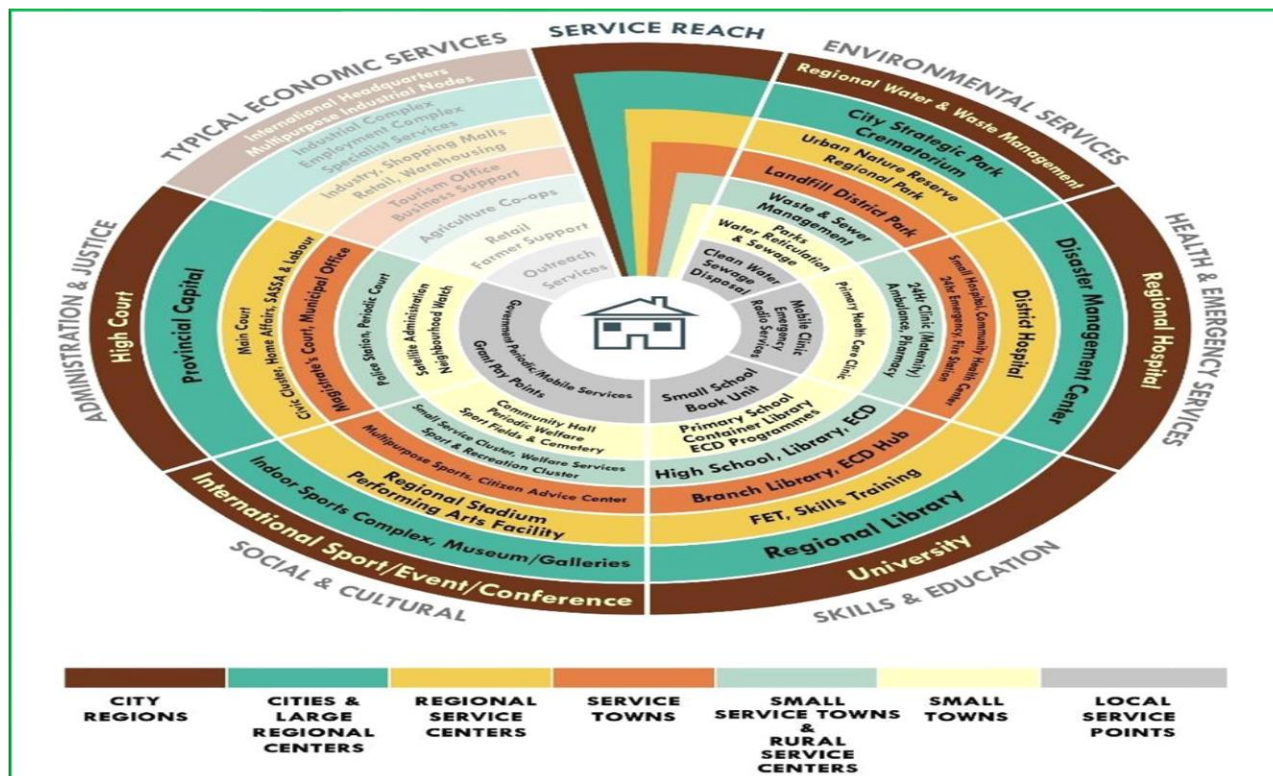 SERVICE REACH
ENVIRONMENTAL SERVICES
Regional Water & Waste Management
City Strategic Park
Crematorium
Urban Nature Reserve
Regional Park
Landfill District Park
Waste & Sewer
Management
Parks
Water Reticulation
& Sewage
Clean Water
Sewage
Disposal
HEALTH & EMERGENCY SERVICES
Regional Hospital
Disaster Management Center
District Hospital
Small Hospital, Community Health Center
24hr Emergency, Fire Station
24Hr Clinic (Maternity)
Ambulance, Pharmacy
Primary Health Care Clinic
Mobile Clinic
Emergency
Radio Services
SKILLS & EDUCATION
University
Regional Library
FET, Skills Training
Branch Library, ECD Hub
High School, Library, ECD
Primary School
Container Library
ECD Programmes
Small School
Book Unit
SOCIAL & CULTURAL
International Sport/Event/Conference
Indoor Sports Complex, Museum/Galleries
Regional Stadium
Performing Arts Facility
Multipurpose Sports, Citizen Advice Center
Small Service Cluster, Welfare Services
Sport & Recreation Cluster
Community Hall
Periodic Welfare
Sport Fields & Cemetery
Government Periodic/Mobile Services
Grant Pay Points
ADMINISTRATION & JUSTICE
High Court
Provincial Capital
Main Court
Civic Cluster, Home Affairs, SASSA & Labour
Magistrate's Court, Municipal Office
Police Station, Periodic Court
Satellite Administration
Neighbourhood Watch
TYPICAL ECONOMIC SERVICES
International Headquarters
Multipurpose Industrial Nodes
Industrial Complex
Employment Complex
Specialist Services
Industry, Shopping Malls
Retail, Warehousing
Tourism Office
Business Support
Agriculture Co-ops
Retail
Farmer Support
Outreach
Services
CITY
REGIONS
CITIES &
LARGE
REGIONAL
CENTERS
REGIONAL
SERVICE
CENTERS
SERVICE
TOWNS
SMALL
SERVICE TOWNS
&
RURAL
SERVICE
CENTERS
SMALL
TOWNS
LOCAL
SERVICE
POINTS